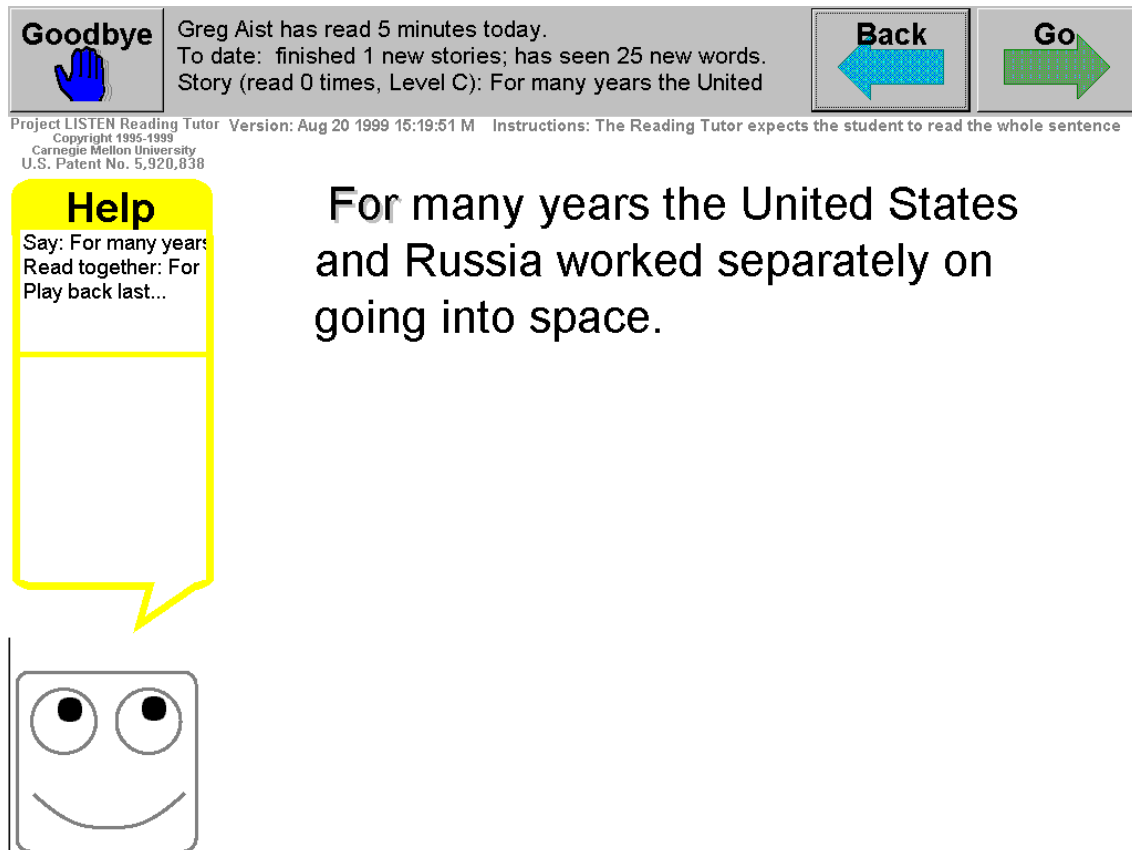 Goodbye
Greg Aist has read 5 minutes today.
To date: finished 1 new stories; has seen 25 new words.
Story (read 0 times, Level C): For many years the United
Back
Go
Project LISTEN Reading Tutor
Copyright 1995-1999
Carnegie Mellon University
U.S. Patent No. 5,920,838
Version: Aug 20 1999 15:19:51 M
Instructions: The Reading Tutor expects the student to read the whole sentence
Help
Say: For many years
Read together: For
Play back last...
For many years the United States
and Russia worked separately on
going into space.